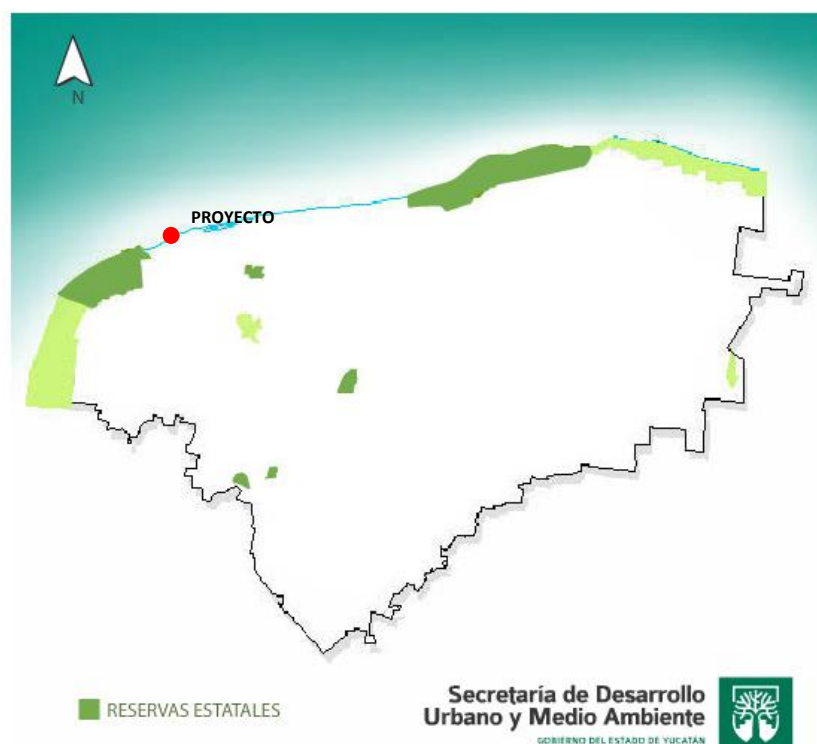 N
PROYECTO
RESERVAS ESTATALES
Secretaría de Desarrollo
Urbano y Medio Ambiente
GOBIERNO DEL ESTADO DE YUCATÁN